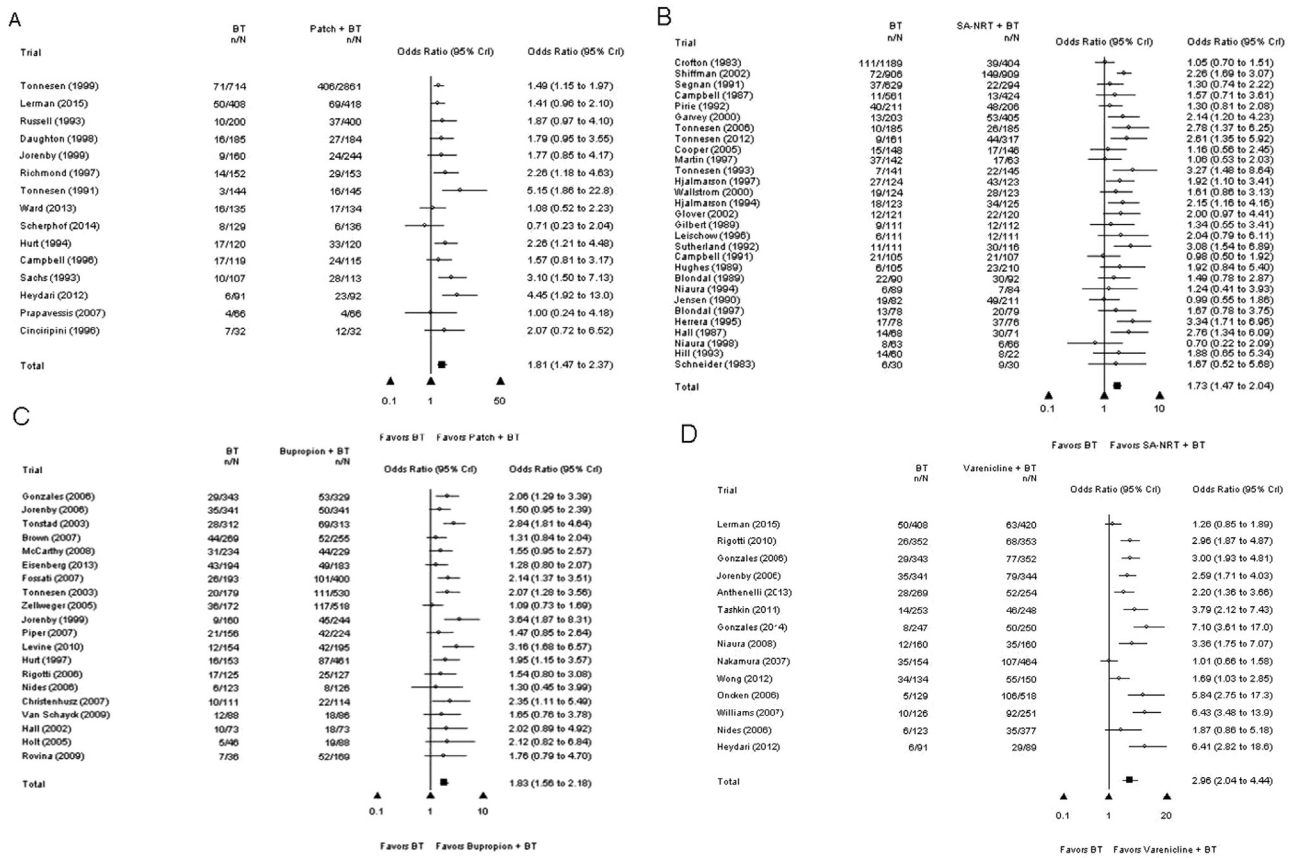 A
BT Patch + BT
n/N n/N
Odds Ratio (95% CrI)
Trial
Tonnesen (1999) 71/714 406/2861 1.49 (1.15 to 1.97)
Lerman (2015) 50/408 69/418 1.41 (0.96 to 2.10)
Russell (1993) 10/200 37/400 1.87 (0.97 to 4.10)
Daughton (1998) 16/185 27/184 1.79 (0.95 to 3.55)
Jorenby (1999) 9/160 24/244 1.77 (0.85 to 4.17)
Richmond (1997) 14/152 29/153 2.26 (1.18 to 4.63)
Tonnesen (1991) 3/144 16/145 5.15 (1.86 to 22.8)
Ward (2013) 16/135 17/134 1.08 (0.52 to 2.23)
Scherphof (2014) 8/129 6/136 0.71 (0.23 to 2.04)
Hurt (1994) 17/120 33/120 2.26 (1.21 to 4.48)
Campbell (1996) 17/119 24/115 1.57 (0.81 to 3.17)
Sachs (1993) 10/107 28/113 3.10 (1.50 to 7.13)
Heydari (2012) 6/91 23/92 4.45 (1.92 to 13.0)
Prapavessis (2007) 4/66 4/66 1.00 (0.24 to 4.18)
Cinciripini (1996) 7/32 12/32 2.07 (0.72 to 6.52)
Total 1.81 (1.47 to 2.37)
0.1 1 50
Favors BT Favors Patch + BT
B
BT SA-NRT + BT
n/N n/N
Odds Ratio (95% CrI) Odds Ratio (95% CrI)
Trial
Crofton (1983) 111/1189 39/404 1.05 (0.70 to 1.51)
Shiffman (2002) 72/906 149/909 2.26 (1.69 to 3.07)
Segnan (1991) 37/629 22/294 1.30 (0.74 to 2.22)
Campbell (1987) 11/561 13/424 1.57 (0.71 to 3.61)
Pirie (1992) 40/211 48/206 1.30 (0.81 to 2.08)
Garvey (2000) 13/203 53/405 2.14 (1.20 to 4.23)
Tonnesen (2006) 10/185 26/185 2.78 (1.37 to 6.25)
Tonnesen (2012) 9/161 44/317 2.61 (1.35 to 5.92)
Cooper (2005) 15/148 17/146 1.16 (0.56 to 2.45)
Martin (1997) 37/142 17/63 1.06 (0.53 to 2.03)
Tonnesen (1993) 7/141 22/145 3.27 (1.48 to 8.64)
Hjalmarson (1997) 27/124 43/123 1.92 (1.10 to 3.41)
Wallstrom (2000) 19/124 28/123 1.61 (0.86 to 3.13)
Hjalmarson (1994) 18/123 34/125 2.15 (1.16 to 4.16)
Glover (2002) 12/121 22/120 2.00 (0.97 to 4.41)
Gilbert (1989) 9/111 12/112 1.34 (0.55 to 3.41)
Leischow (1996) 6/111 12/111 2.04 (0.79 to 6.11)
Sutherland (1992) 11/111 30/116 3.08 (1.54 to 6.89)
Campbell (1991) 21/105 21/107 0.98 (0.50 to 1.92)
Hughes (1989) 6/105 23/210 1.92 (0.84 to 5.40)
Blondal (1989) 22/90 30/92 1.49 (0.78 to 2.87)
Niaura (1994) 6/89 7/84 1.24 (0.41 to 3.93)
Jensen (1990) 19/82 49/211 0.99 (0.55 to 1.86)
Blondal (1997) 13/78 20/79 1.67 (0.78 to 3.75)
Herrera (1995) 17/78 37/76 3.34 (1.71 to 6.96)
Hall (1987) 14/68 30/71 2.76 (1.34 to 6.09)
Niaura (1998) 8/63 6/66 0.70 (0.22 to 2.09)
Hill (1993) 14/60 8/22 1.88 (0.65 to 5.34)
Schneider (1983) 6/30 9/30 1.67 (0.52 to 5.68)
Total 1.73 (1.47 to 2.04)
0.1 1 10
Favors BT Favors SA-NRT + BT
C
BT Bupropion + BT
n/N n/N
Trial Odds Ratio (95% CrI) Odds Ratio (95% CrI)
Gonzales (2006) 29/343 53/329 2.06 (1.29 to 3.39)
Jorenby (2006) 35/341 50/341 1.50 (0.95 to 2.39)
Tonstad (2003) 28/312 69/313 2.84 (1.81 to 4.64)
Brown (2007) 44/269 52/255 1.31 (0.84 to 2.04)
McCarthy (2008) 31/234 44/229 1.55 (0.95 to 2.57)
Eisenberg (2013) 43/194 49/183 1.28 (0.80 to 2.07)
Fossati (2007) 26/193 101/400 2.14 (1.37 to 3.51)
Tonnesen (2003) 20/179 111/530 2.07 (1.28 to 3.56)
Zellweger (2005) 36/172 117/518 1.09 (0.73 to 1.69)
Jorenby (1999) 9/160 45/244 3.64 (1.87 to 8.31)
Piper (2007) 21/156 42/224 1.47 (0.85 to 2.64)
Levine (2010) 12/154 42/195 3.16 (1.68 to 6.57)
Hurt (1997) 16/153 87/461 1.95 (1.15 to 3.57)
Rigotti (2006) 17/125 25/127 1.54 (0.80 to 3.08)
Nides (2006) 6/123 8/126 1.30 (0.45 to 3.99)
Christenhusz (2007) 10/111 22/114 2.35 (1.11 to 5.49)
Van Schayck (2009) 12/88 18/86 1.65 (0.76 to 3.78)
Hall (2002) 10/73 18/73 2.02 (0.89 to 4.92)
Holt (2005) 5/46 19/88 2.12 (0.82 to 6.84)
Rovina (2009) 7/36 52/169 1.76 (0.79 to 4.70)
Total 1.83 (1.56 to 2.18)
0.1 1 10
Favors BT Favors Bupropion + BT
D
BT Varenicline + BT
n/N n/N
Trial Odds Ratio (95% CrI) Odds Ratio (95% CrI)
Lerman (2015) 50/408 63/420 1.26 (0.85 to 1.89)
Rigotti (2010) 26/352 68/353 2.96 (1.87 to 4.87)
Gonzales (2006) 29/343 77/352 3.00 (1.93 to 4.81)
Jorenby (2006) 35/341 79/344 2.59 (1.71 to 4.03)
Anthenelli (2013) 28/269 52/254 2.20 (1.36 to 3.66)
Tashkin (2011) 14/253 46/248 3.79 (2.12 to 7.43)
Gonzales (2014) 8/247 50/250 7.10 (3.61 to 17.0)
Niaura (2008) 12/160 35/160 3.36 (1.75 to 7.07)
Nakamura (2007) 35/154 107/464 1.01 (0.66 to 1.58)
Wong (2012) 34/134 55/150 1.69 (1.03 to 2.85)
Oncken (2006) 5/129 106/518 5.84 (2.75 to 17.3)
Williams (2007) 10/126 92/251 6.43 (3.48 to 13.9)
Nides (2006) 6/123 35/377 1.87 (0.86 to 5.18)
Heydari (2012) 6/91 29/89 6.41 (2.82 to 18.6)
Total 2.96 (2.04 to 4.44)
0.1 1 20
Favors BT Favors Varenicline + BT